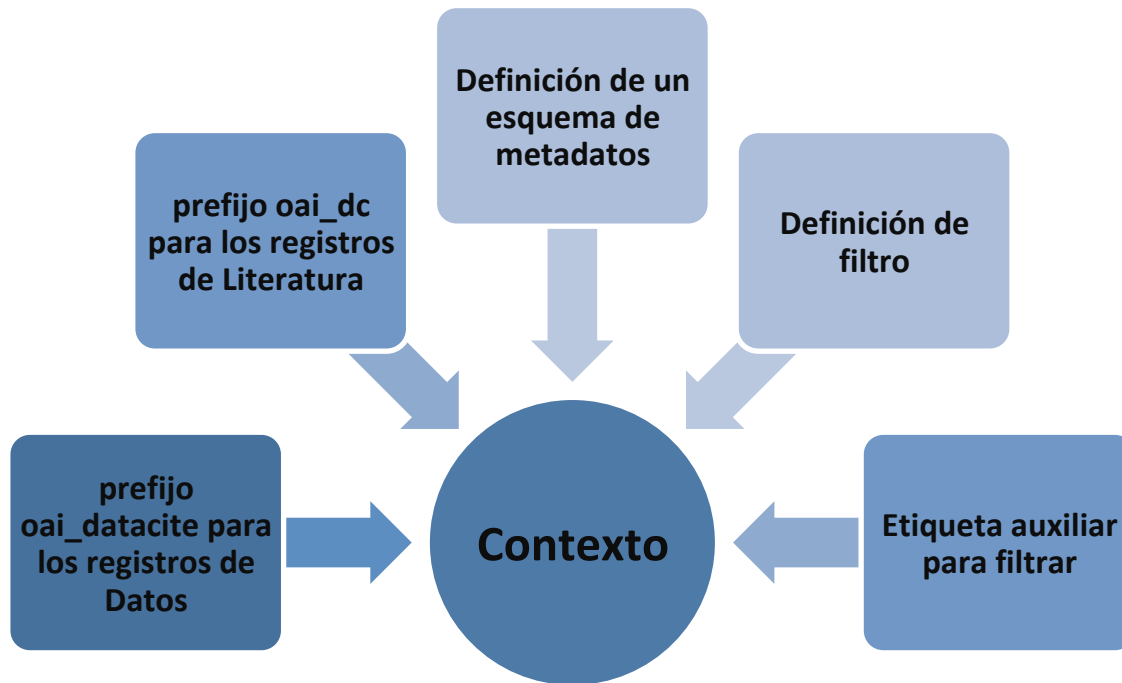 Definición de un
esquema de
metadatos
prefijo oai_dc
para los registros
de Literatura
Definición de
filtro
prefijo
oai_datacite para
los registros de
Datos
Contexto
Etiqueta auxiliar
para filtrar